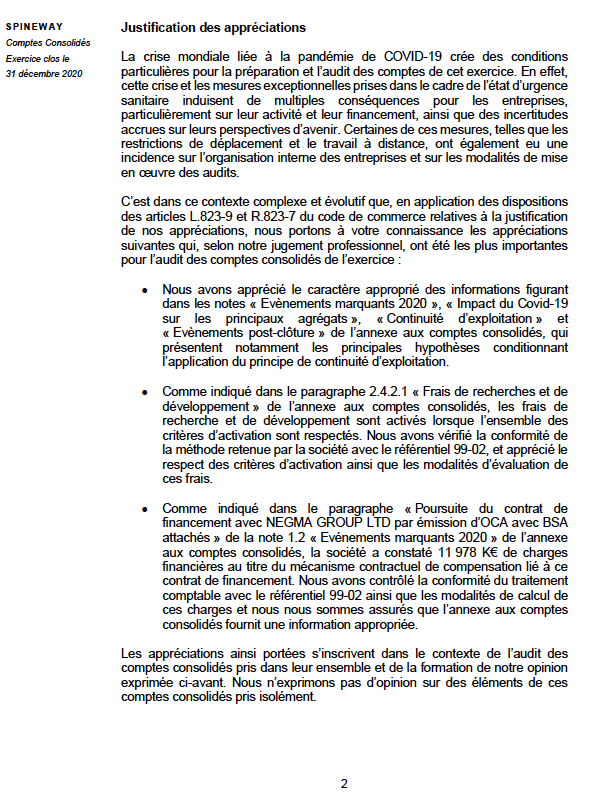 SPINEWAY
Comptes Consolidés
Exercice clos le
31 décembre 2020
Justification des appréciations
La crise mondiale liée à la pandémie de COVID-19 crée des conditions
particulières pour la préparation et l'audit des comptes de cet exercice. En effet,
cette crise et les mesures exceptionnelles prises dans le cadre de l'état d'urgence
sanitaire induisent de multiples conséquences pour les entreprises,
particulièrement sur leur activité et leur financement, ainsi que des incertitudes
accrues sur leurs perspectives d'avenir. Certaines de ces mesures, telles que les
restrictions de déplacement et le travail à distance, ont également eu une
incidence sur l'organisation interne des entreprises et sur les modalités de mise
en œuvre des audits.
C'est dans ce contexte complexe et évolutif que, en application des dispositions
des articles L.823-9 et R.823-7 du code de commerce relatives à la justification
de nos appréciations, nous portons à votre connaissance les appréciations
suivantes qui, selon notre jugement professionnel, ont été les plus importantes
pour l'audit des comptes consolidés de l'exercice :
• Nous avons apprécié le caractère approprié des informations figurant
dans les notes « Evènements marquants 2020 », « Impact du Covid-19
sur les principaux agrégats », « Continuité d'exploitation » et
« Evènements post-clôture » de l'annexe aux comptes consolidés, qui
présentent notamment les principales hypothèses conditionnant
l'application du principe de continuité d'exploitation.
• Comme indiqué dans le paragraphe 2.4.2.1 « Frais de recherches et de
développement » de l'annexe aux comptes consolidés, les frais de
recherche et de développement sont activés lorsque l'ensemble des
critères d'activation sont respectés. Nous avons vérifié la conformité de
la méthode retenue par la société avec le référentiel 99-02, et apprécié le
respect des critères d'activation ainsi que les modalités d'évaluation de
ces frais.
• Comme indiqué dans le paragraphe « Poursuite du contrat de
financement avec NEGMA GROUP LTD par émission d'OCA avec BSA
attachés » de la note 1.2 « Evénements marquants 2020 » de l'annexe
aux comptes consolidés, la société a constaté 11 978 K€ de charges
financières au titre du mécanisme contractuel de compensation lié à ce
contrat de financement. Nous avons contrôlé la conformité du traitement
comptable avec le référentiel 99-02 ainsi que les modalités de calcul de
ces charges et nous nous sommes assurés que l'annexe aux comptes
consolidés fournit une information appropriée.
Les appréciations ainsi portées s'inscrivent dans le contexte de l'audit des
comptes consolidés pris dans leur ensemble et de la formation de notre opinion
exprimée ci-avant. Nous n'exprimons pas d'opinion sur des éléments de ces
comptes consolidés pris isolément.
2